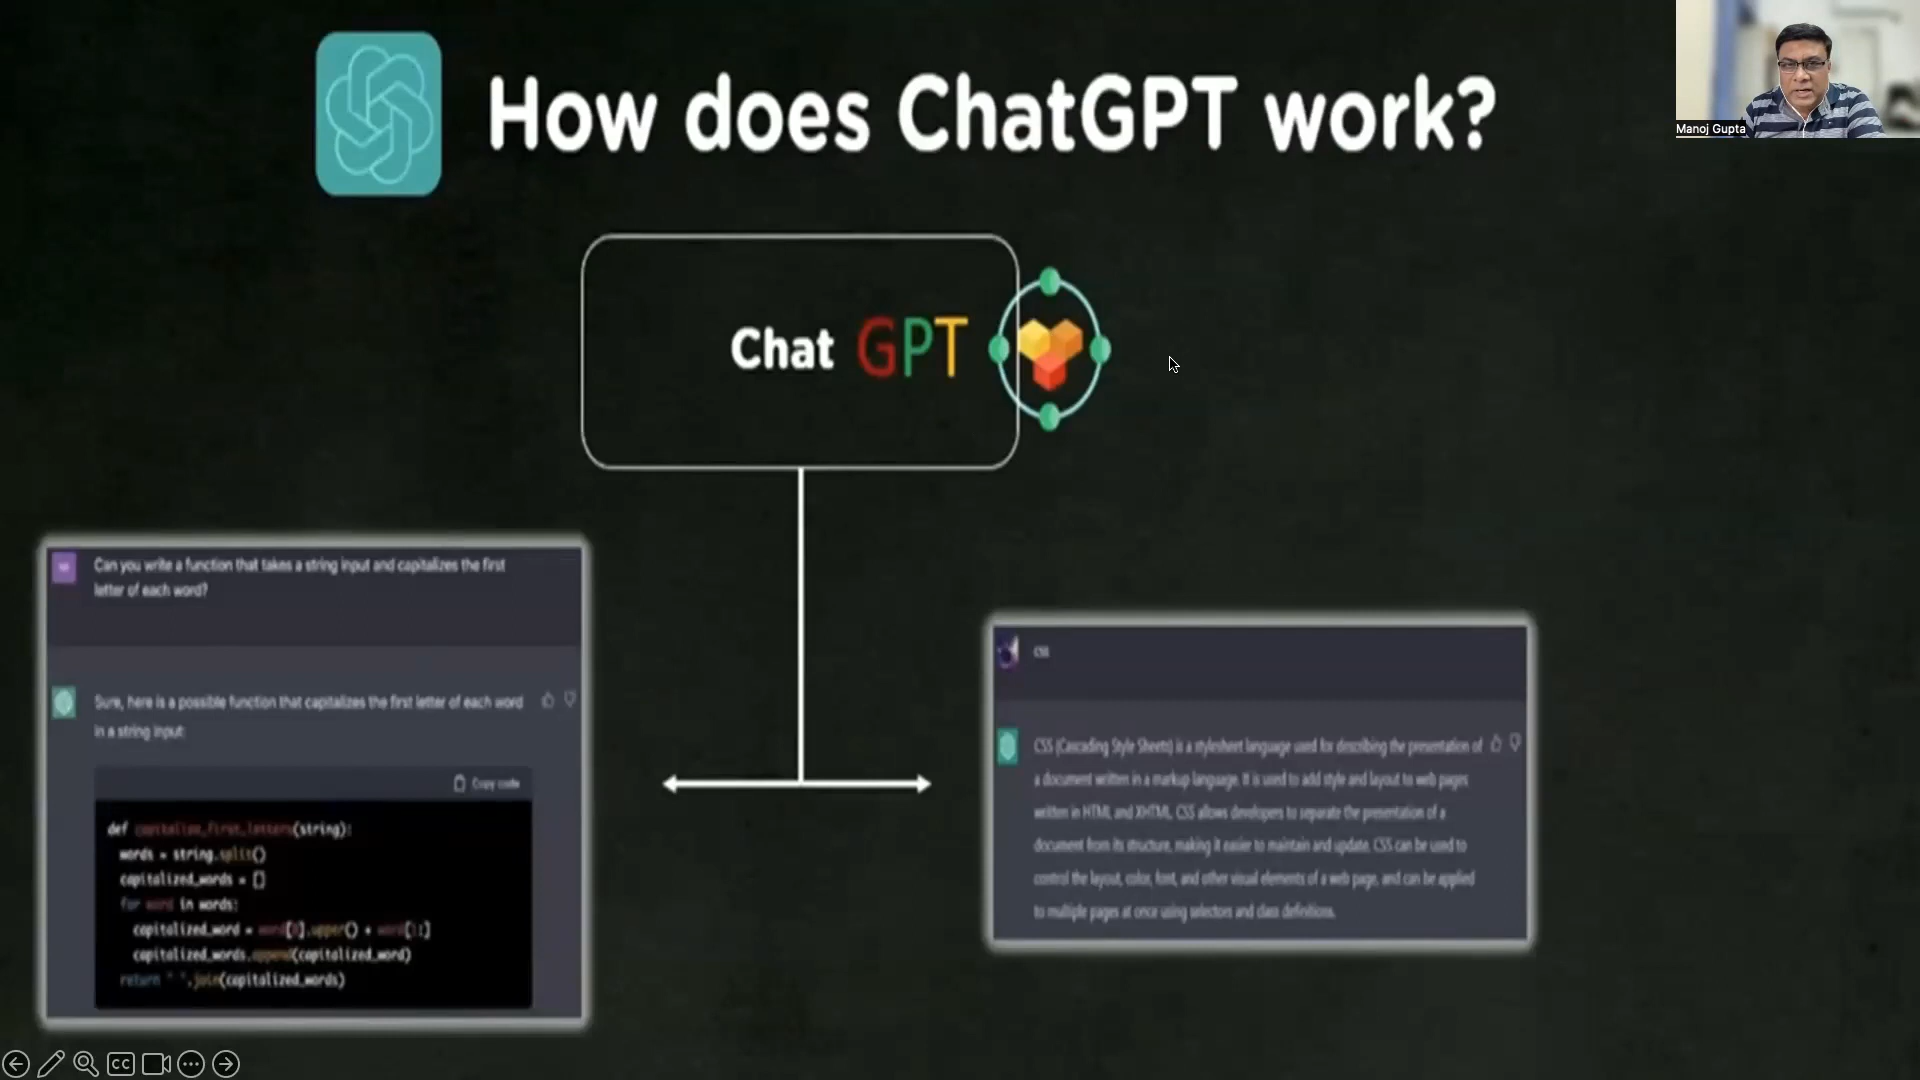 How does ChatGPT work?
Manoj Gupta
Chat GPT
Can you write a function that takes a string input and capitalizes the first
letter of each word?
Sure, here is a possible function that capitalizes the first letter of each word
in a string input:
Copy code
def capitalize_first_letters(string):
words = string.split()
capitalized_words = []
for word in words:
capitalized_word = word[0].upper() + word[1:]
capitalized_words.append(capitalized_word)
return " ".join(capitalized_words)
CSS
CSS (Cascading Style Sheets) is a stylesheet language used for describing the presentation of
a document written in a markup language. It is used to add style and layout to web pages
written in HTML and XHTML. CSS allows developers to separate the presentation of a
document from its structure, making it easier to maintain and update. CSS can be used to
control the layout, color, font, and other visual elements of a web page, and can be applied
to multiple pages at once using selectors and class definitions.
CC